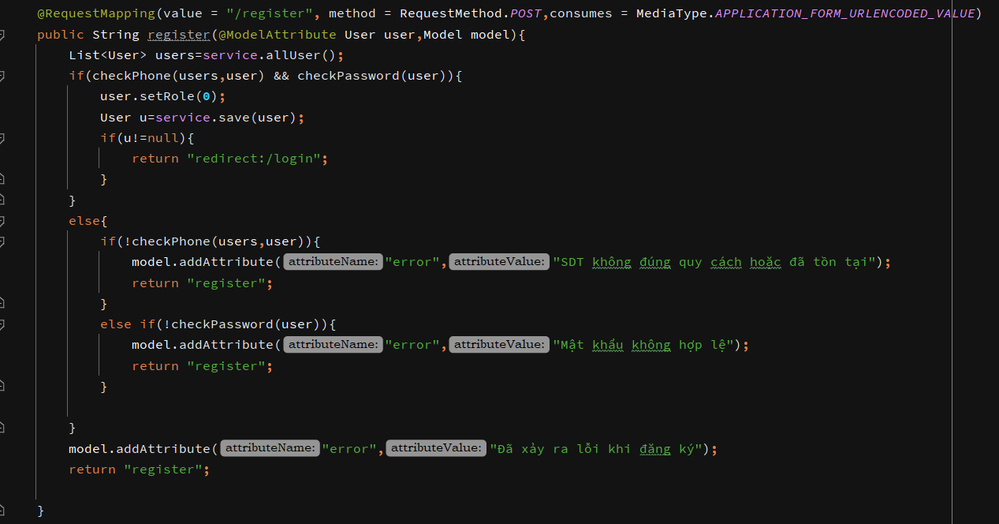 @RequestMapping(value = "/register", method = RequestMethod.POST,consumes = MediaType.APPLICATION_FORM_URLENCODED_VALUE)
public String register(@ModelAttribute User user,Model model){
List<User> users=service.allUser();
if(checkPhone(users,user) && checkPassword(user)){
user.setRole(0);
User u=service.save(user);
if(u!=null){
return "redirect:/login";
}
}
else{
if(!checkPhone(users,user)){
model.addAttribute( attributeName: "error", attributeValue: "SDT không đúng quy cách hoặc đã tồn tại");
return "register";
}
else if(!checkPassword(user)){
model.addAttribute( attributeName: "error", attributeValue: "Mật khẩu không hợp lệ");
return "register";
}
}
model.addAttribute( attributeName: "error", attributeValue: "Đã xảy ra lỗi khi đăng ký");
return "register";
}